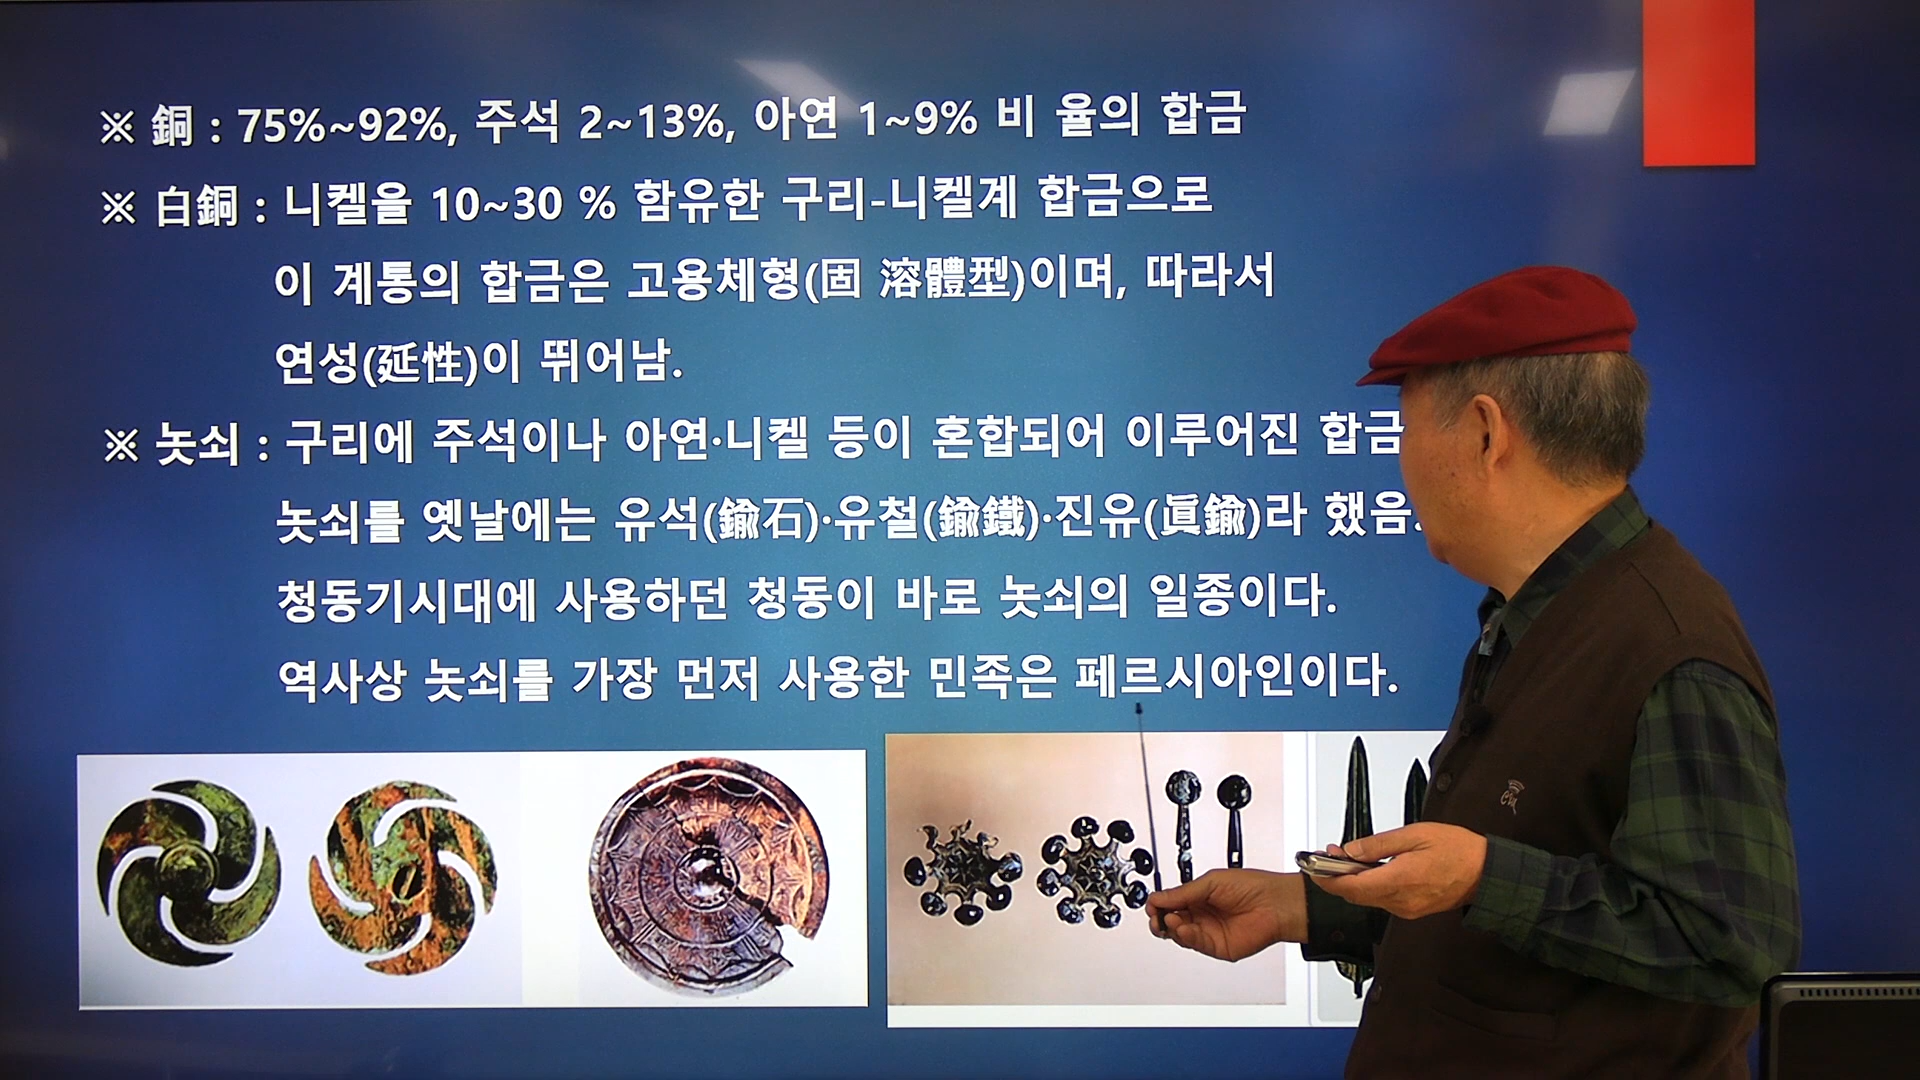 ※ 銅 : 75%~92%, 주석 2~13%, 아연 1~9% 비 율의 합금
※ 白銅 : 니켈을 10~30 % 함유한 구리-니켈계 합금으로
이 계통의 합금은 고용체형(固 溶體型)이며, 따라서
연성(延性)이 뛰어남.
※ 놋쇠 : 구리에 주석이나 아연·니켈 등이 혼합되어 이루어진 합금
놋쇠를 옛날에는 유석(鍮石)·유철(鍮鐵)·진유(眞鍮)라 했음.
청동기시대에 사용하던 청동이 바로 놋쇠의 일종이다.
역사상 놋쇠를 가장 먼저 사용한 민족은 페르시아인이다.